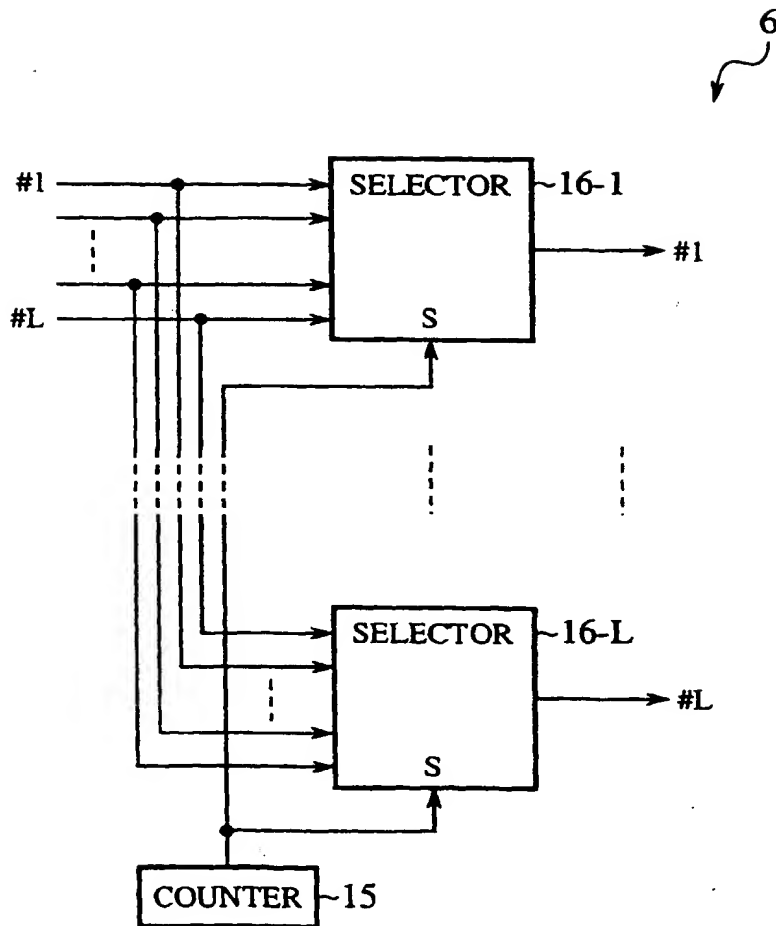 6
#1
SELECTOR
~16-1
#1
#L
S
SELECTOR
~16-L
#L
S
COUNTER
~15